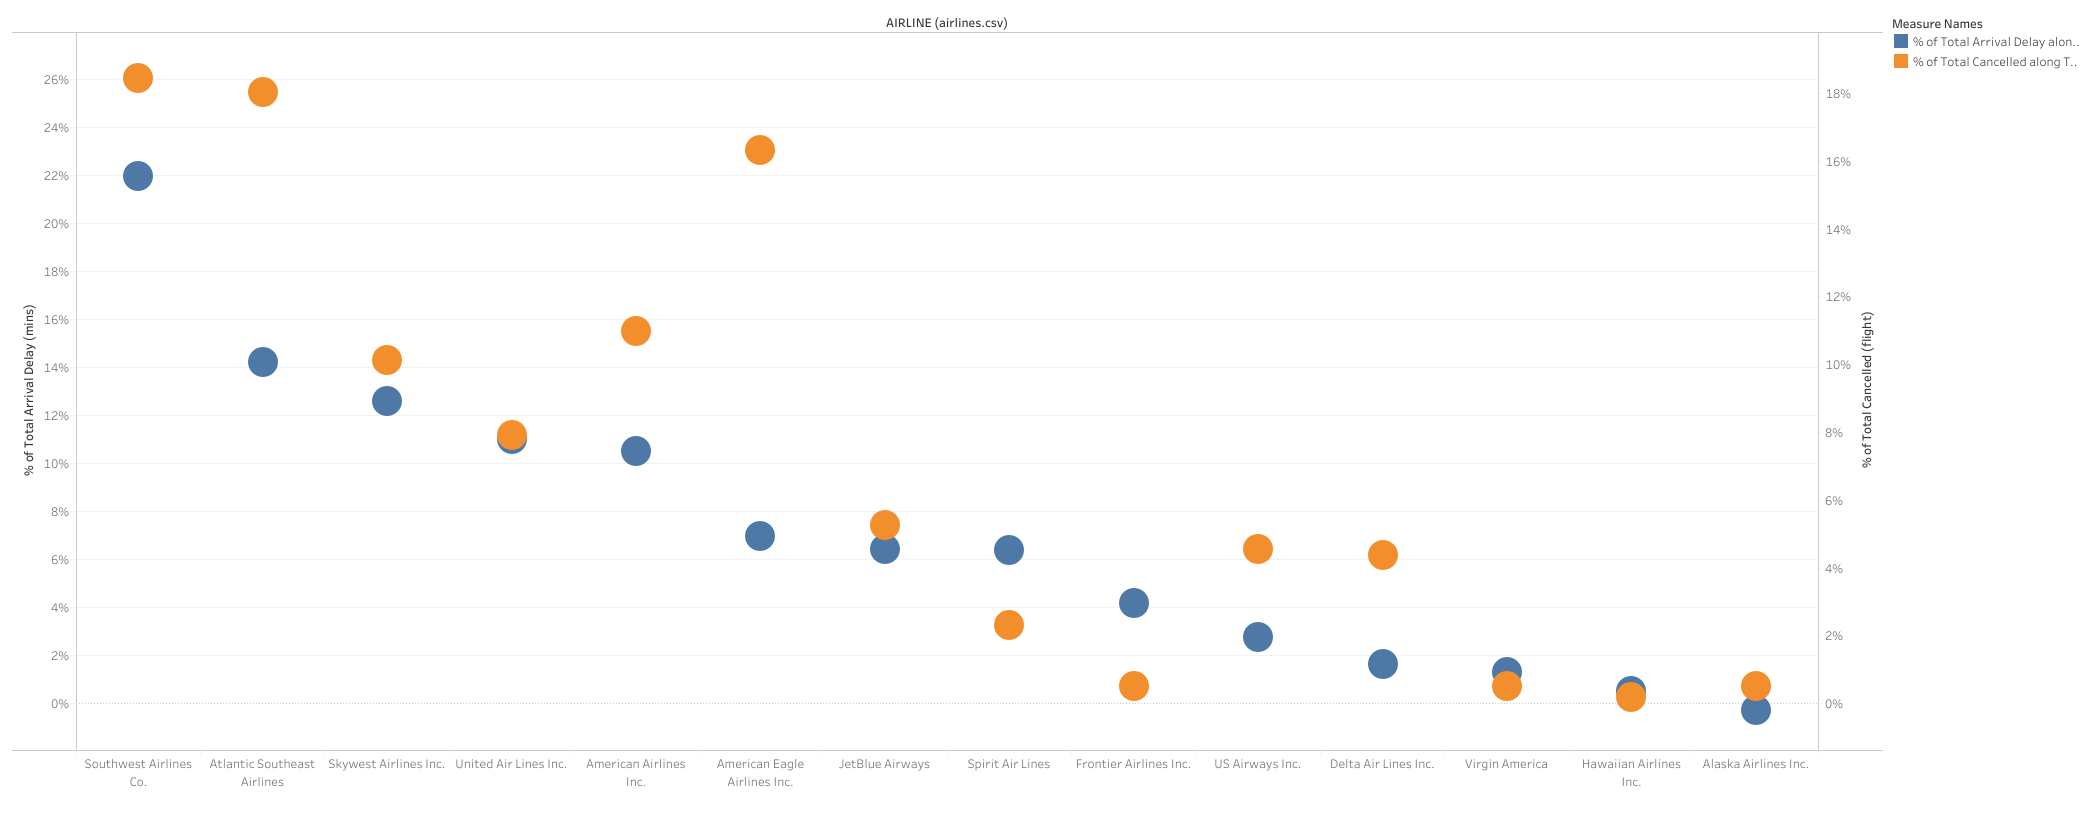 AIRLINE (airlines.csv)
Measure Names
% of Total Arrival Delay alon..
% of Total Cancelled along T..
% of Total Arrival Delay (mins)
26%
24%
22%
20%
18%
16%
14%
12%
10%
8%
6%
4%
2%
0%
18%
16%
14%
12%
10%
8%
6%
4%
2%
0%
% of Total Cancelled (flight)
Southwest Airlines
Co.
Atlantic Southeast
Airlines
Skywest Airlines Inc.
United Air Lines Inc.
American Airlines
Inc.
American Eagle
Airlines Inc.
JetBlue Airways
Spirit Air Lines
Frontier Airlines Inc.
US Airways Inc.
Delta Air Lines Inc.
Virgin America
Hawaiian Airlines
Inc.
Alaska Airlines Inc.